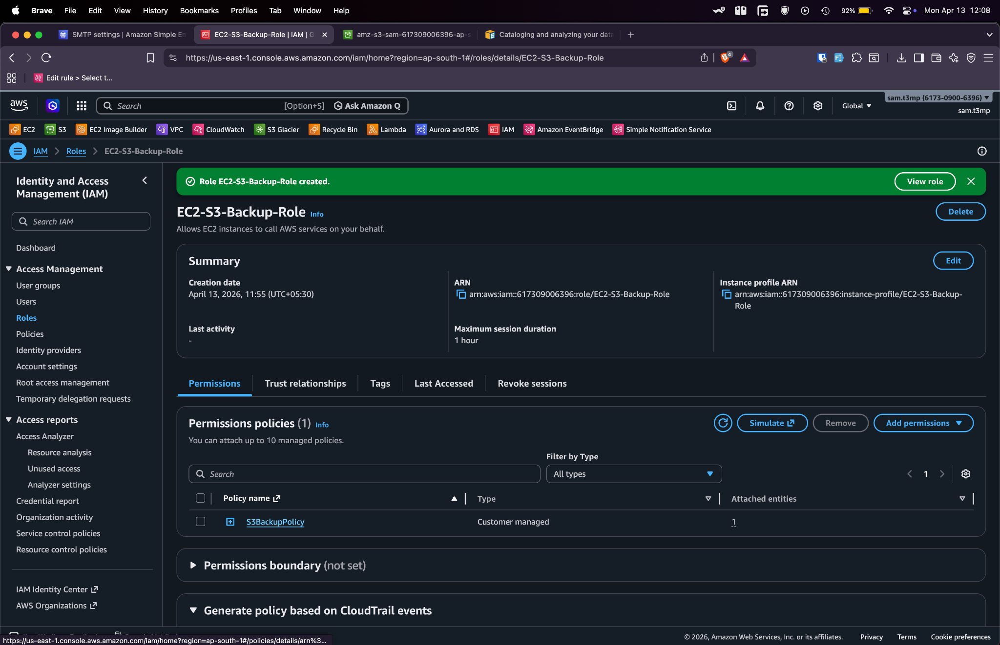 Brave File Edit View History Bookmarks Profiles Tab Window Help 92% Mon Apr 13 12:08
SMTP settings | Amazon Simple Em
EC2-S3-Backup-Role | IAM | G
amz-s3-sam-617309006396-ap-s
Cataloging and analyzing your data
https://us-east-1.console.aws.amazon.com/iam/home?region=ap-south-1#/roles/details/EC2-S3-Backup-Role
4
Edit rule > Select t...
aws
Search [Option+S] Ask Amazon Q
Global
sam.t3mp (6173-0900-6396)
sam.t3mp
EC2 S3 EC2 Image Builder VPC CloudWatch S3 Glacier Recycle Bin Lambda Aurora and RDS IAM Amazon EventBridge Simple Notification Service
IAM Roles EC2-S3-Backup-Role
Identity and Access
Management (IAM)
Search IAM
Dashboard
Access Management
User groups
Users
Roles
Policies
Identity providers
Account settings
Root access management
Temporary delegation requests
Access reports
Access Analyzer
Resource analysis
Unused access
Analyzer settings
Credential report
Organization activity
Service control policies
Resource control policies
IAM Identity Center
AWS Organizations
Role EC2-S3-Backup-Role created.
View role
EC2-S3-Backup-Role Info
Delete
Allows EC2 instances to call AWS services on your behalf.
Summary
Edit
Creation date
April 13, 2026, 11:55 (UTC+05:30)
ARN
arn:aws:iam::617309006396:role/EC2-S3-Backup-Role
Instance profile ARN
arn:aws:iam::617309006396:instance-profile/EC2-S3-Backup-
Role
Last activity
-
Maximum session duration
1 hour
Permissions Trust relationships Tags Last Accessed Revoke sessions
Permissions policies (1) Info
Simulate Remove Add permissions
You can attach up to 10 managed policies.
Filter by Type
Search
All types
1
Policy name Type Attached entities
S3BackupPolicy Customer managed 1
Permissions boundary (not set)
Generate policy based on CloudTrail events
https://us-east-1.console.aws.amazon.com/iam/home?region=ap-south-1#/policies/details/arn%3...
© 2026, Amazon Web Services, Inc. or its affiliates. Privacy Terms Cookie preferences